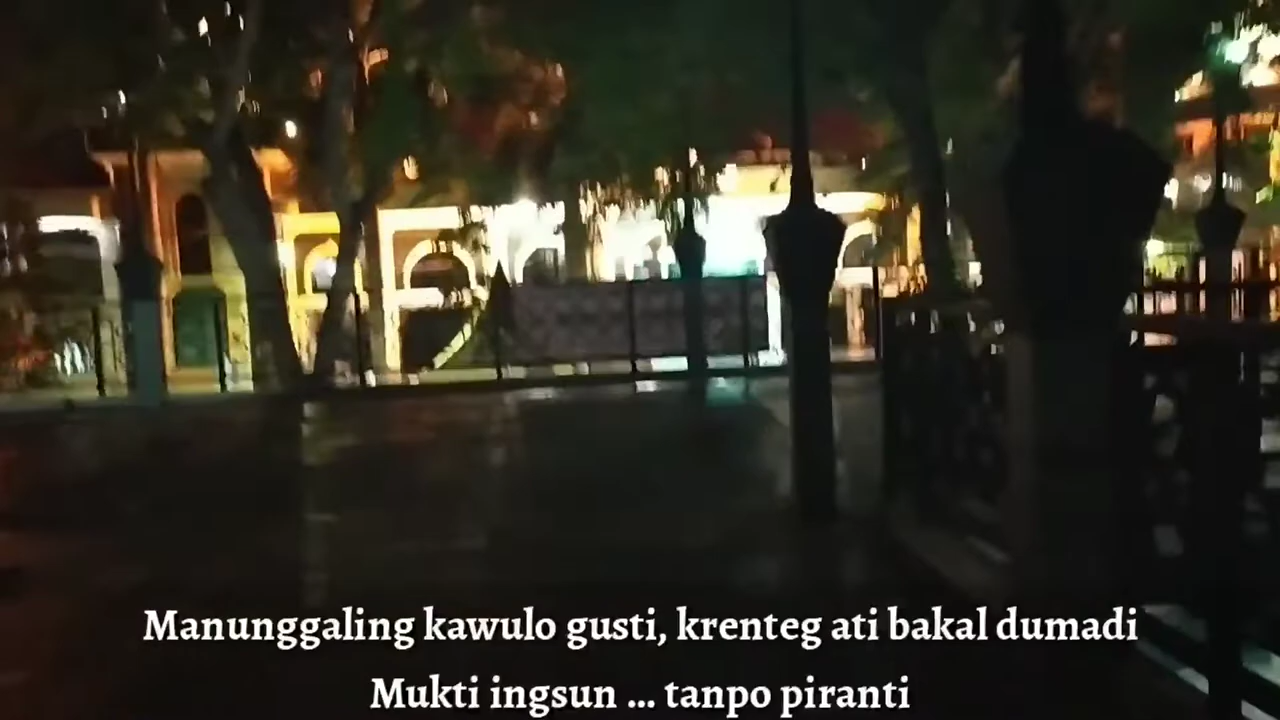 Manunggaling kawulo gusti, krenteg ati bakal dumadi
Mukti ingsun ... tanpo piranti